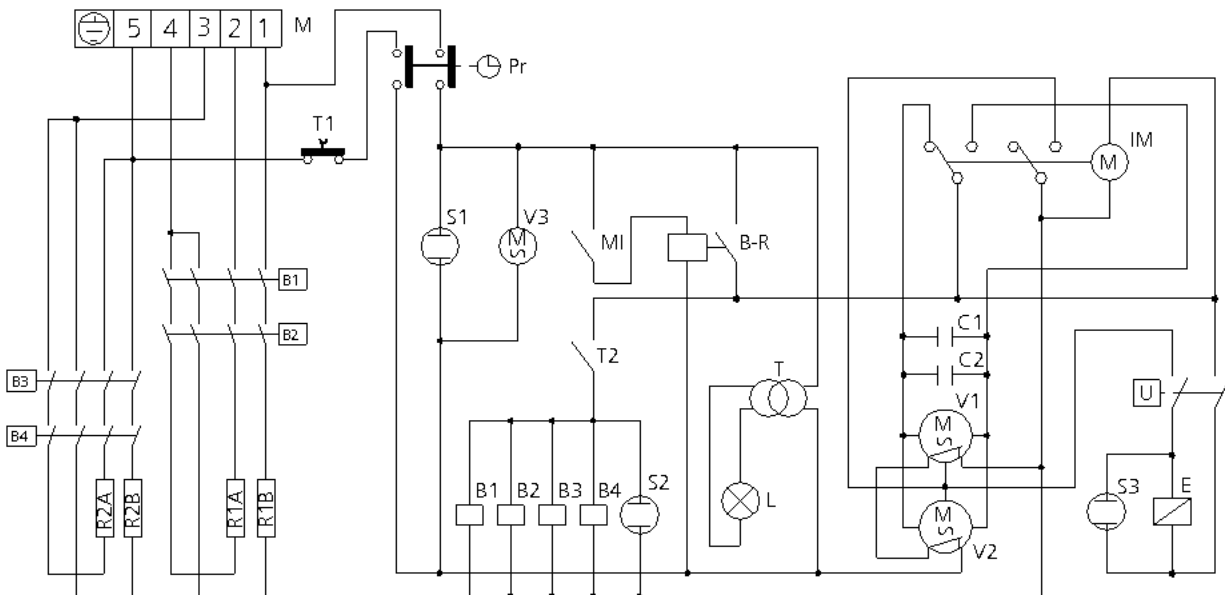 5 4 3 2 1 M
Pr
T1
IM
M
S1
V3
M
S
MI
B-R
B1
B2
C1
C2
T2
T
V1
M
S
U
B3
B4
R2A
R2B
R1A
R1B
B1 B2 B3 B4 S2
L
M
S
V2
S3
E